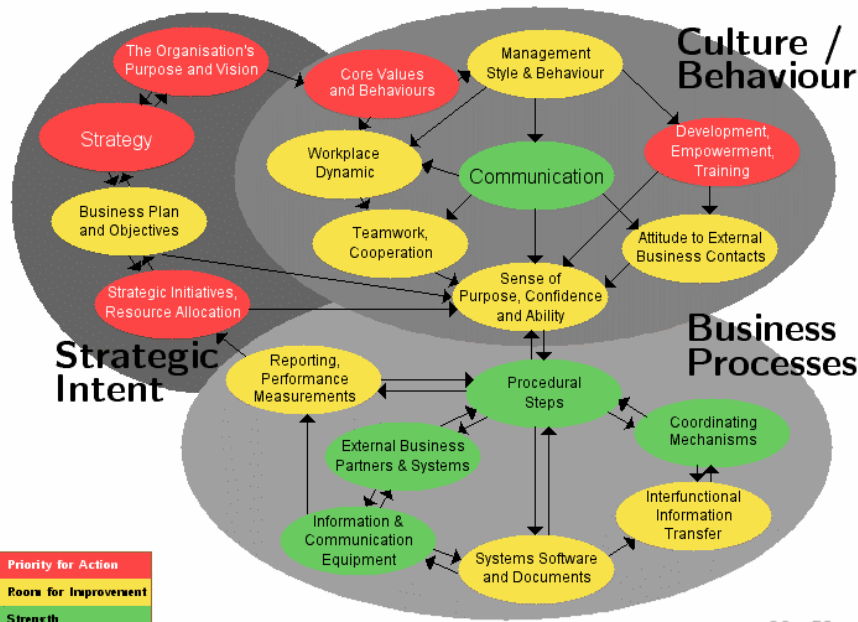 Culture /
Behaviour
The Organisation's
Purpose and Vision
Core Values
and Behaviours
Management
Style & Behaviour
Strategy
Workplace
Dynamic
Communication
Development,
Empowerment,
Training
Business Plan
and Objectives
Teamwork,
Cooperation
Attitude to External
Business Contacts
Strategic Initiatives,
Resource Allocation
Sense of
Purpose, Confidence
and Ability
Strategic
Intent
Business
Processes
Reporting,
Performance
Measurements
Procedural
Steps
External Business
Partners & Systems
Coordinating
Mechanisms
Information &
Communication
Equipment
Systems Software
and Documents
Interfunctional
Information
Transfer
Priority for Action
Room for Improvement
Strength